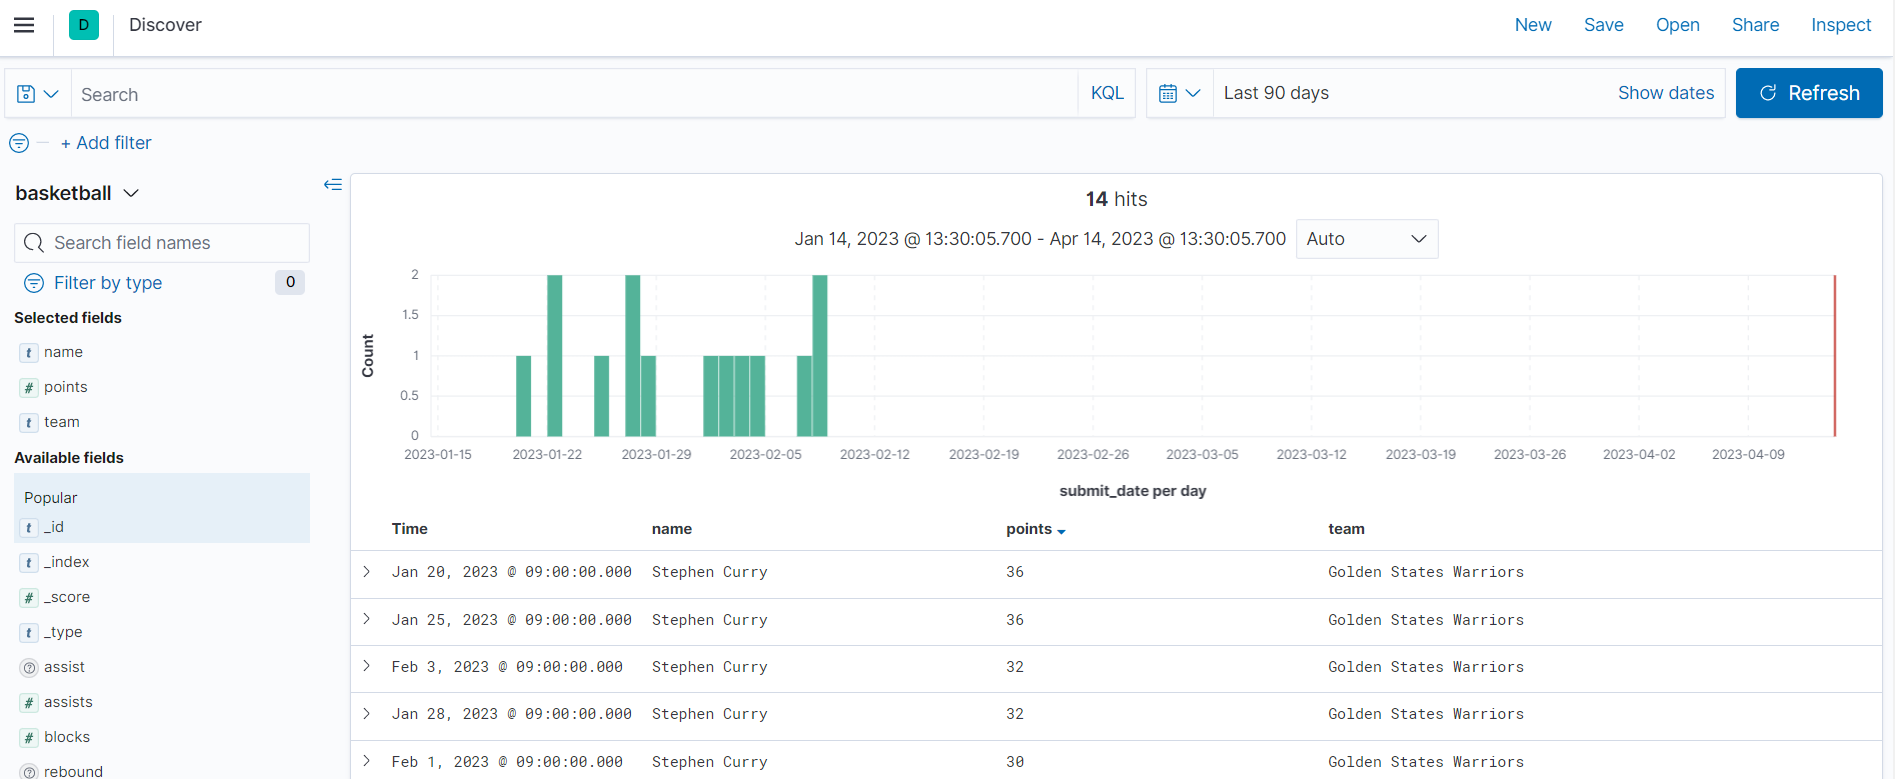 D Discover New Save Open Share Inspect
Search KQL Last 90 days Show dates Refresh
+ Add filter
basketball
Search field names
Filter by type 0
Selected fields
t name
# points
t team
Available fields
Popular
t _id
t _index
# _score
t _type
? assist
# assists
# blocks
? rebound
14 hits
Jan 14, 2023 @ 13:30:05.700 - Apr 14, 2023 @ 13:30:05.700 Auto
Count
2
1.5
1
0.5
0
2023-01-15 2023-01-22 2023-01-29 2023-02-05 2023-02-12 2023-02-19 2023-02-26 2023-03-05 2023-03-12 2023-03-19 2023-03-26 2023-04-02 2023-04-09
submit_date per day
Time name points team
Jan 20, 2023 @ 09:00:00.000 Stephen Curry 36 Golden States Warriors
Jan 25, 2023 @ 09:00:00.000 Stephen Curry 36 Golden States Warriors
Feb 3, 2023 @ 09:00:00.000 Stephen Curry 32 Golden States Warriors
Jan 28, 2023 @ 09:00:00.000 Stephen Curry 32 Golden States Warriors
Feb 1, 2023 @ 09:00:00.000 Stephen Curry 30 Golden States Warriors